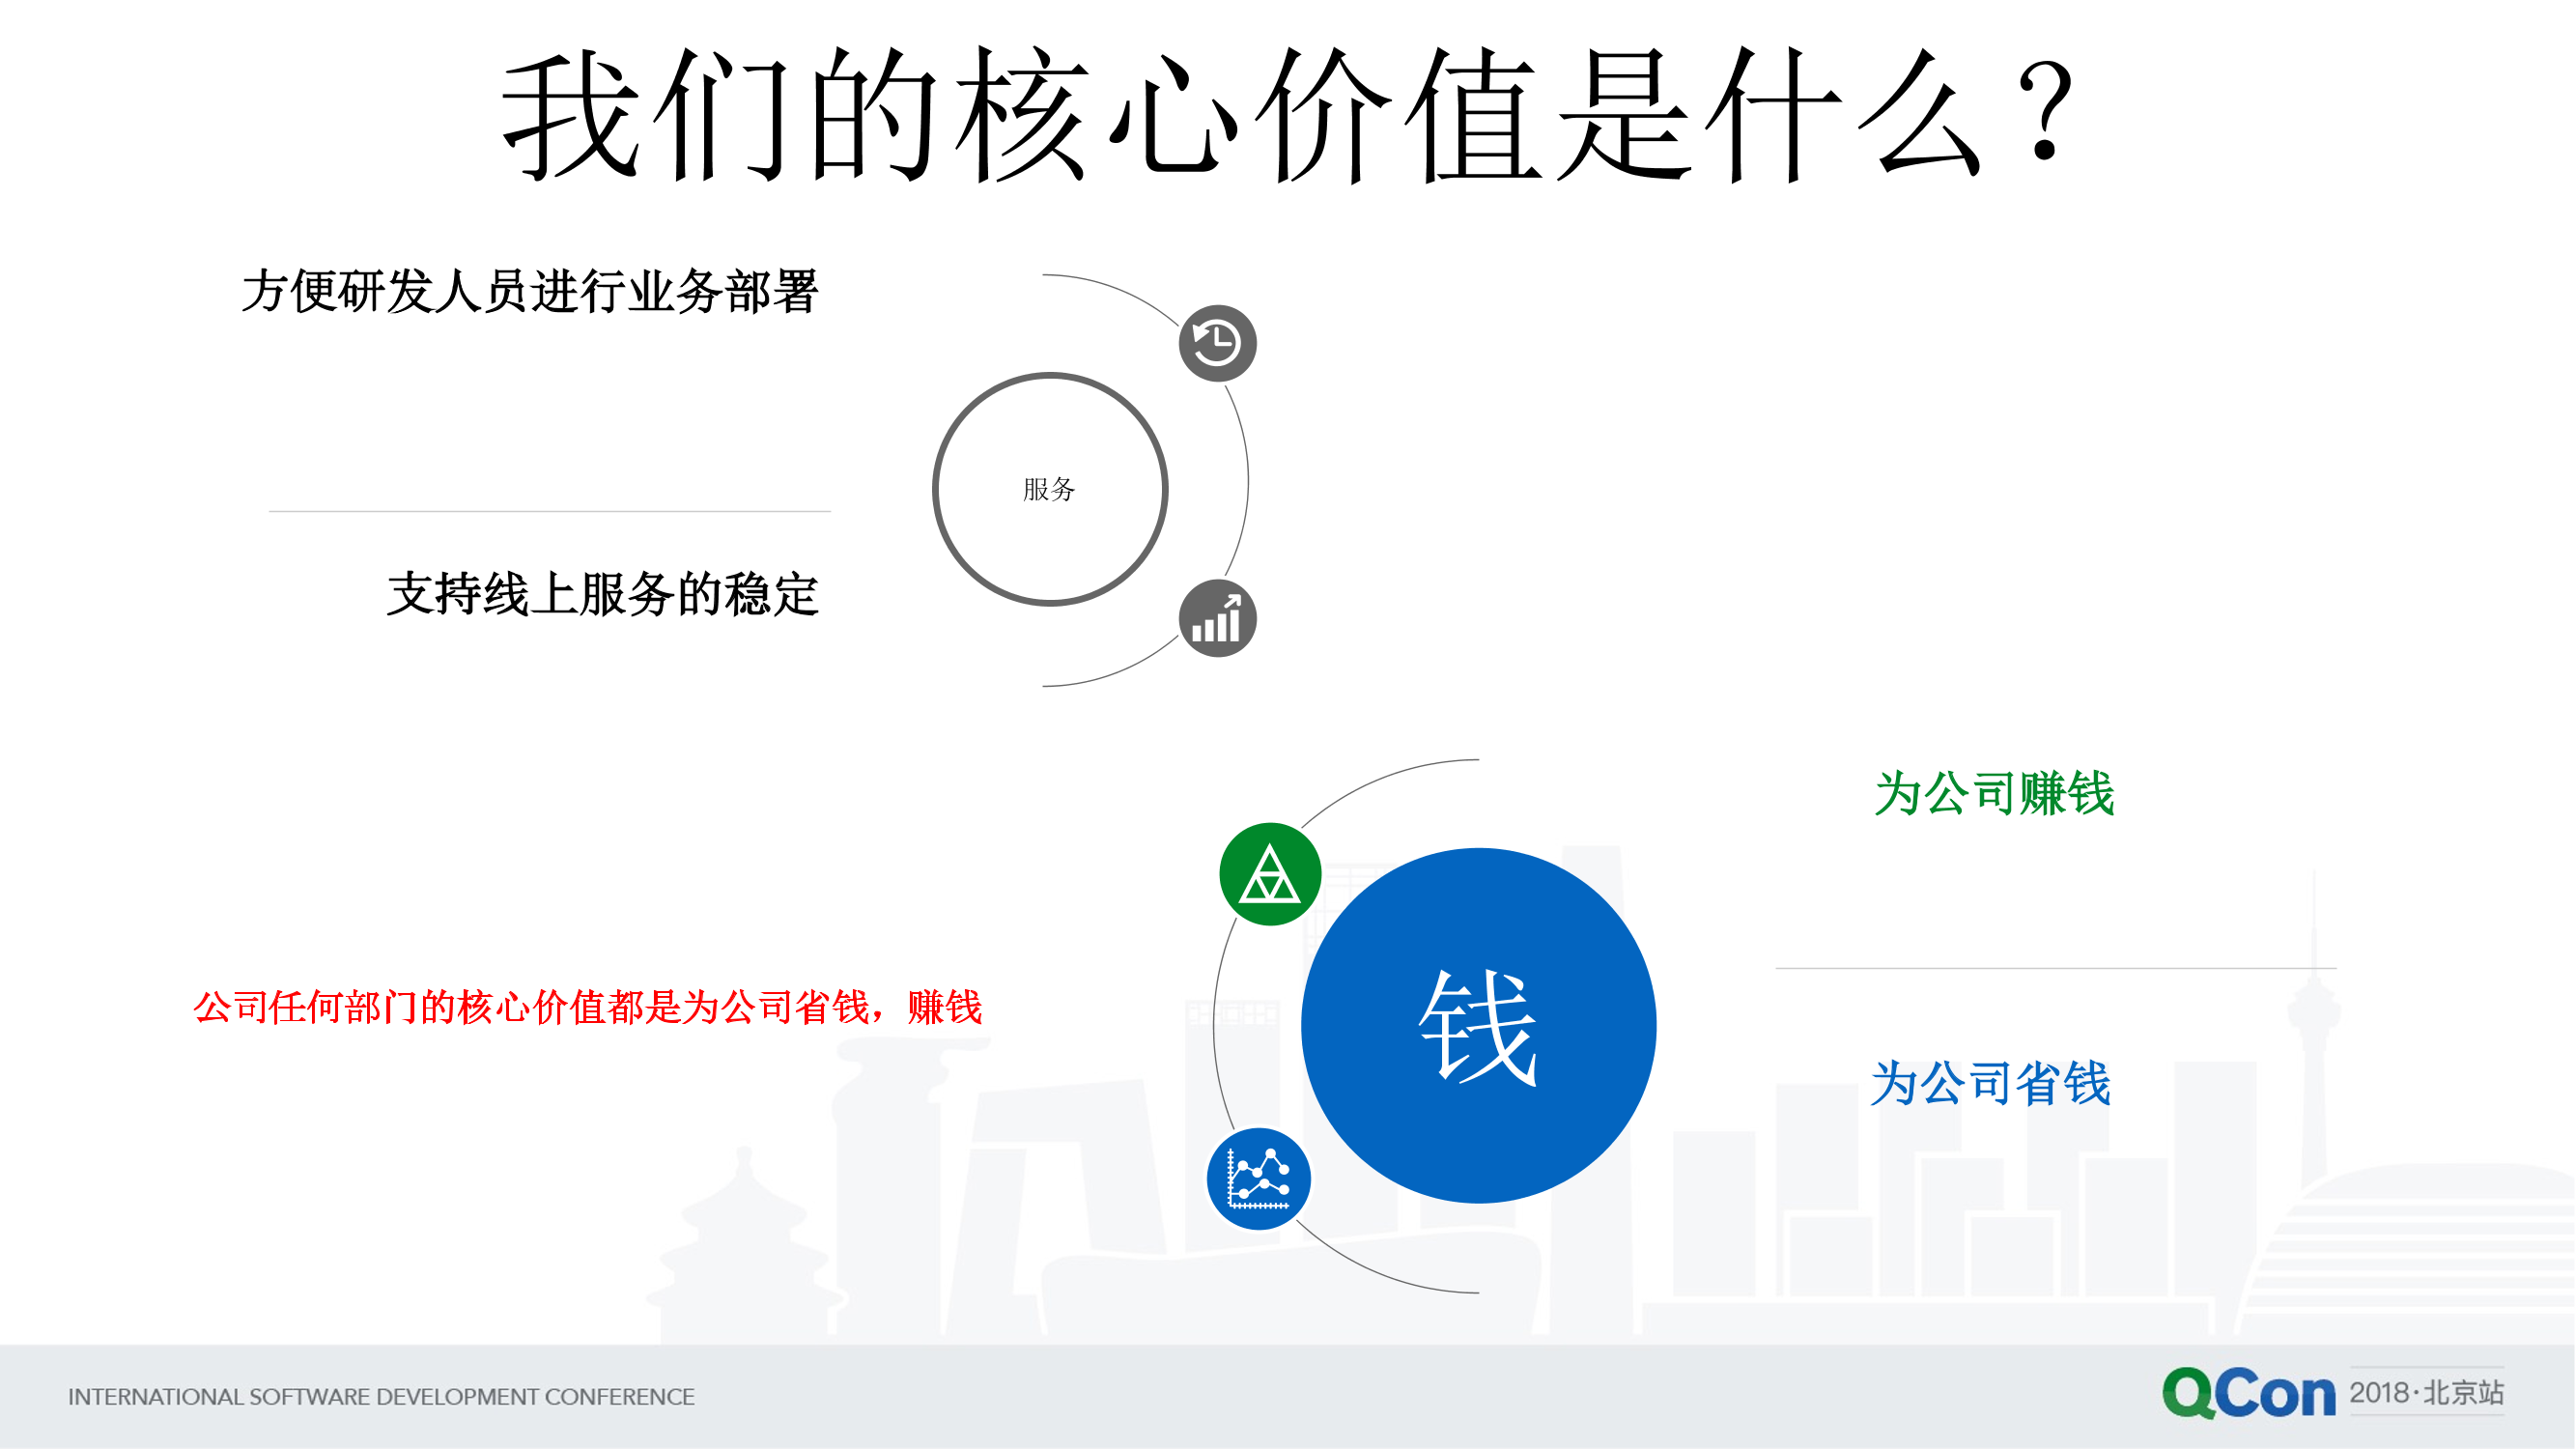 我们的核心价值是什么？
方便研发人员进行业务部署
服务
支持线上服务的稳定
为公司赚钱
公司任何部门的核心价值都是为公司省钱，赚钱
钱
为公司省钱
INTERNATIONAL SOFTWARE DEVELOPMENT CONFERENCE
QCon 2018·北京站